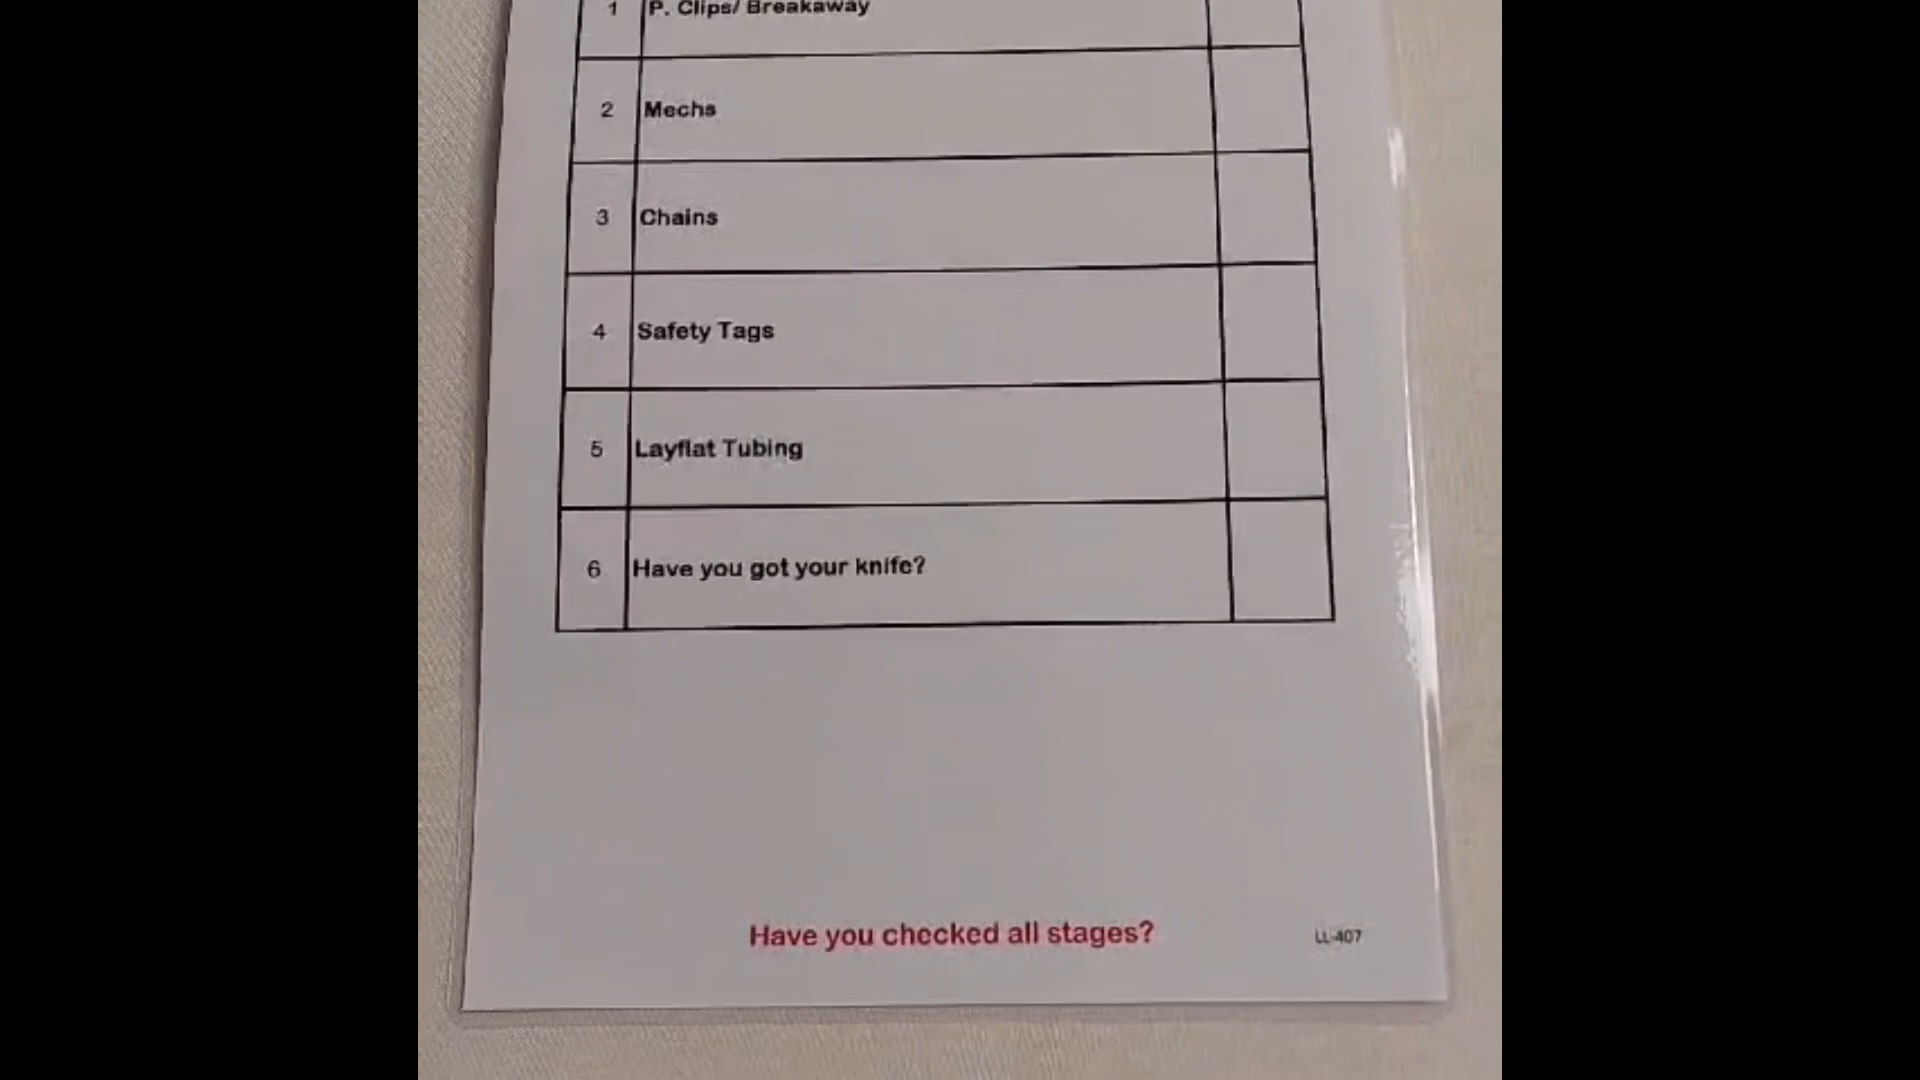 1 P. Clips/ Breakaway
2 Mechs
3 Chains
4 Safety Tags
5 Layflat Tubing
6 Have you got your knife?
Have you checked all stages?
LL-407